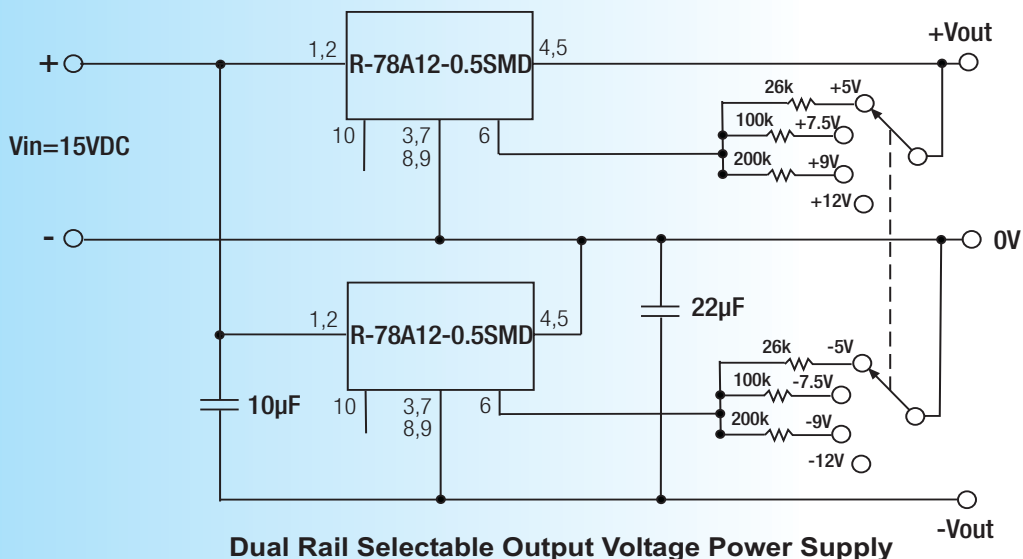 +Vout
1,2
R-78A12-0.5SMD
4,5
+
26k
+5V
10
3,7
8,9
6
100k
+7.5V
Vin=15VDC
200k
+9V
+12V
-
0V
1,2
R-78A12-0.5SMD
4,5
22µF
26k
-5V
10µF
10
3,7
8,9
6
100k
-7.5V
200k
-9V
-12V
-Vout
Dual Rail Selectable Output Voltage Power Supply